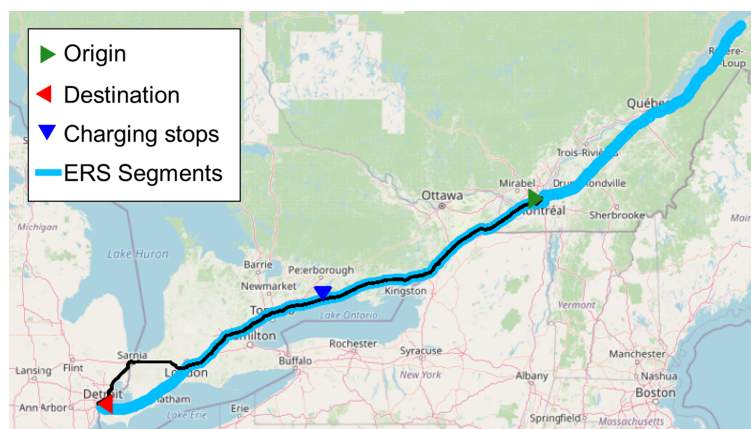 Origin
Destination
Charging stops
ERS Segments
Rivière-
Loup
Québec
Trois-Rivi
Mirabel
Drummondville
Montréal
Sherbrooke
Ottawa
Michigan
Lake Huron
Barrie
Newmarket
Peterborough
Kingston
Lake Ontario
Vermont
Toronto
Hamilton
Rochester
Syracuse
Buffalo
Manchester
Nashua
Boston
Flint
Sarnia
London
Lansing
New York
Albany
Detroit
Ann Arbor
Chatham
Lake Erie
Erie
Springfield
Massachusetts